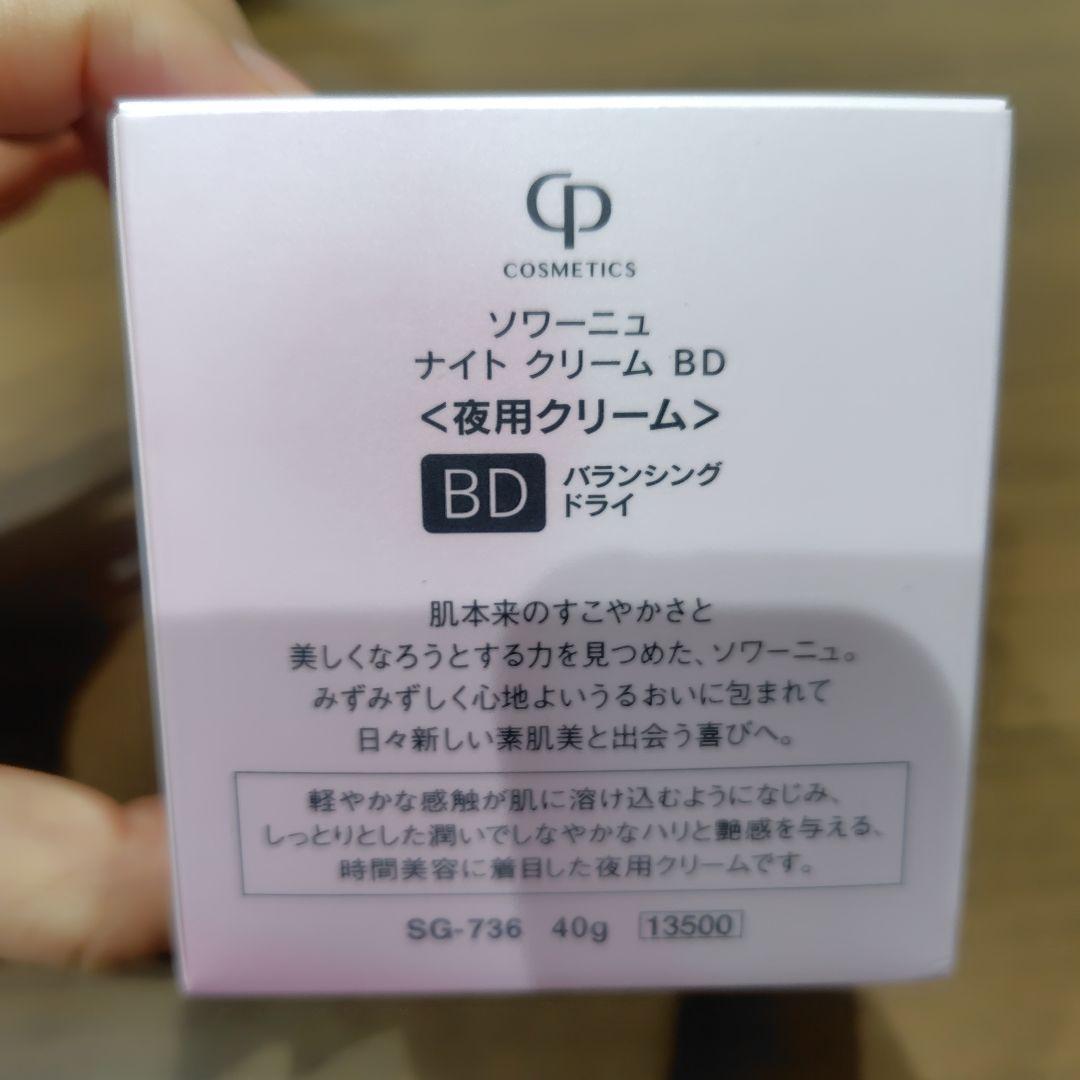 CP
COSMETICS
ソワーニュ
ナイト クリーム BD
<夜用クリーム>
BD バランシング
ドライ
肌本来のすこやかさと
美しくなろうとする力を見つめた、ソワーニュ。
みずみずしく心地よいうるおいに包まれて
日々新しい素肌美と出会う喜びへ。
軽やかな感触が肌に溶け込むようになじみ、
しっとりとした潤いでしなやかなハリと艶感を与える、
時間美容に着目した夜用クリームです。
SG-736 40g 13500